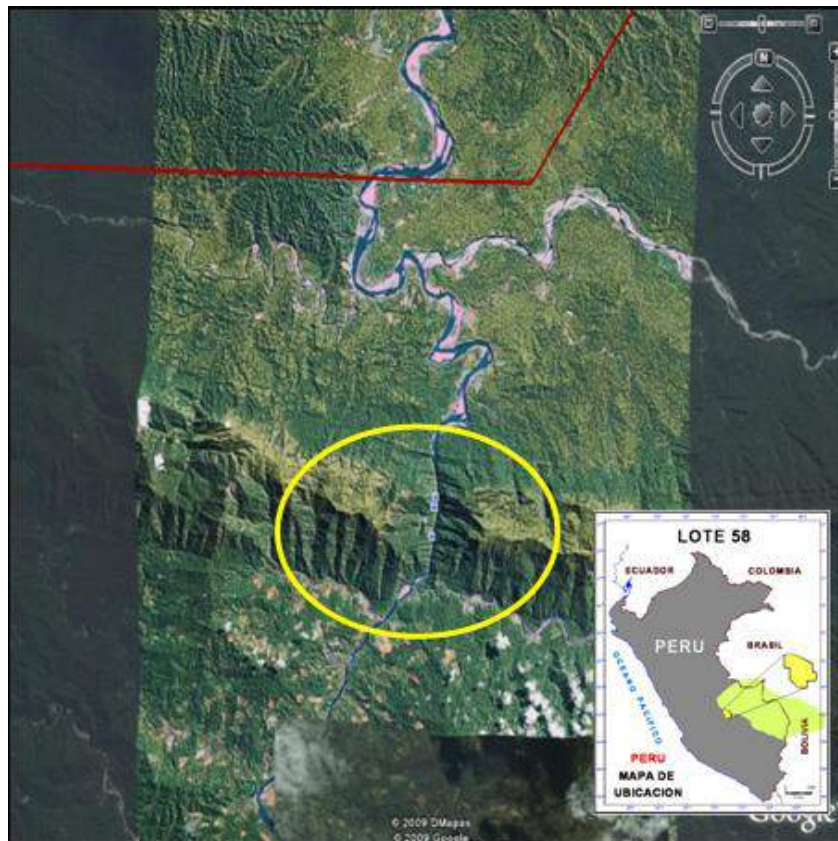 N
LOTE 58
ECUADOR
COLOMBIA
PERU
BRASIL
OCEANO PACIFICO
BOLIVIA
PERU
MAPA DE
UBICACION
© 2009 DMapas
© 2009 Google
Google